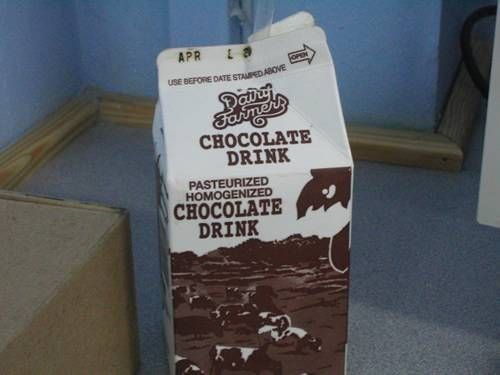 APR
OPEN
USE BEFORE DATE STAMPED ABOVE
Dairy
Farmers
CHOCOLATE
DRINK
PASTEURIZED
HOMOGENIZED
CHOCOLATE
DRINK